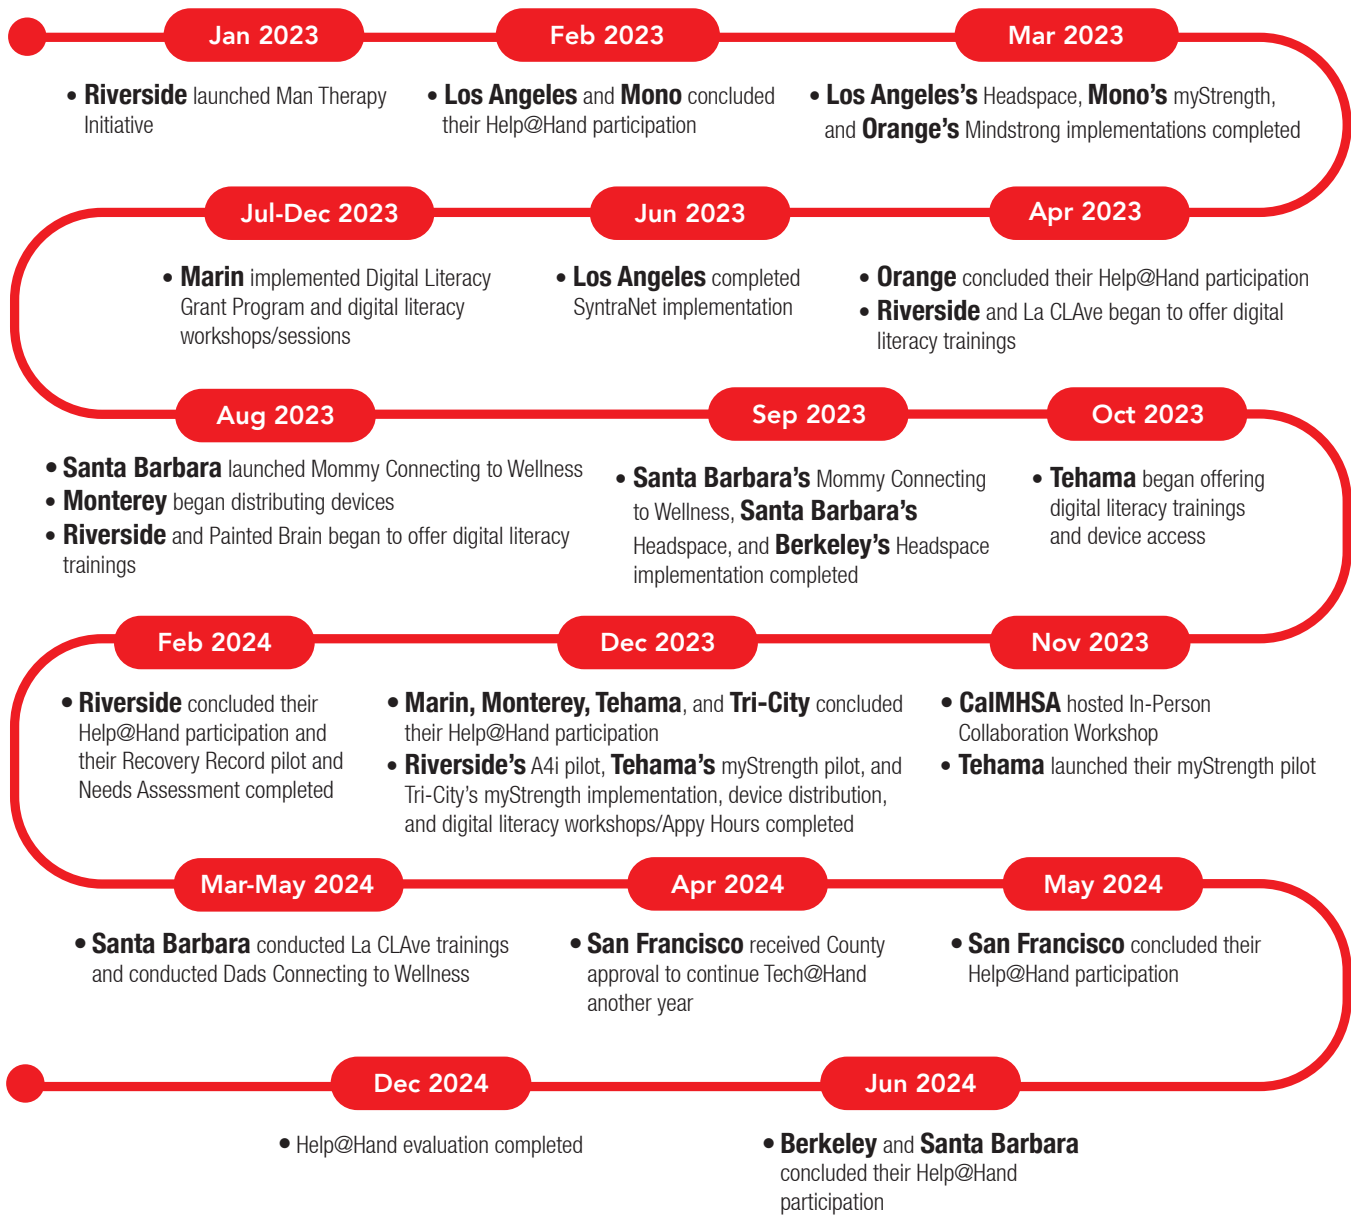 Jan 2023
• Riverside launched Man Therapy
Initiative
Feb 2023
• Los Angeles and Mono concluded
their Help@Hand participation
Mar 2023
• Los Angeles's Headspace, Mono's myStrength,
and Orange's Mindstrong implementations completed
Apr 2023
• Orange concluded their Help@Hand participation
• Riverside and La CLAve began to offer digital
literacy trainings
Jun 2023
• Los Angeles completed
SyntraNet implementation
Jul-Dec 2023
• Marin implemented Digital Literacy
Grant Program and digital literacy
workshops/sessions
Aug 2023
• Santa Barbara launched Mommy Connecting to Wellness
• Monterey began distributing devices
• Riverside and Painted Brain began to offer digital literacy
trainings
Sep 2023
• Santa Barbara's Mommy Connecting
to Wellness, Santa Barbara's
Headspace, and Berkeley's Headspace
implementation completed
Oct 2023
• Tehama began offering
digital literacy trainings
and device access
Nov 2023
• CalMHSA hosted In-Person
Collaboration Workshop
• Tehama launched their myStrength pilot
Dec 2023
• Marin, Monterey, Tehama, and Tri-City concluded
their Help@Hand participation
• Riverside's A4i pilot, Tehama's myStrength pilot, and
Tri-City's myStrength implementation, device distribution,
and digital literacy workshops/Appy Hours completed
Feb 2024
• Riverside concluded their
Help@Hand participation and
their Recovery Record pilot and
Needs Assessment completed
Mar-May 2024
• Santa Barbara conducted La CLAve trainings
and conducted Dads Connecting to Wellness
Apr 2024
• San Francisco received County
approval to continue Tech@Hand
another year
May 2024
• San Francisco concluded their
Help@Hand participation
Jun 2024
• Berkeley and Santa Barbara
concluded their Help@Hand
participation
Dec 2024
• Help@Hand evaluation completed